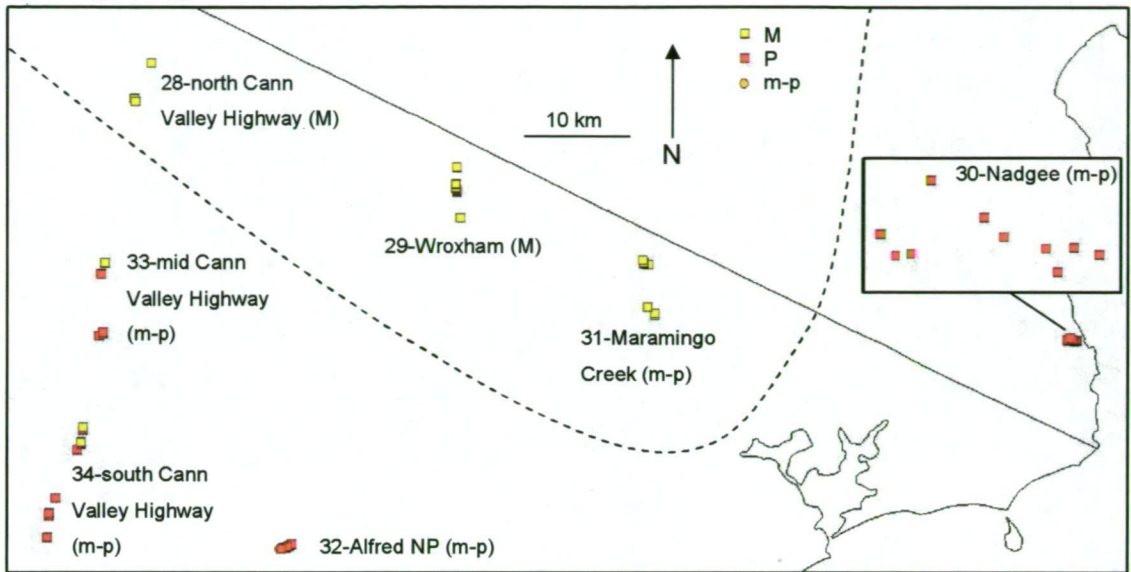 M
P
m-p
28-north Cann
Valley Highway (M)
10 km
N
30-Nadgee (m-p)
29-Wroxham (M)
33-mid Cann
Valley Highway
(m-p)
31-Maramingo
Creek (m-p)
34-south Cann
Valley Highway
(m-p)
32-Alfred NP (m-p)